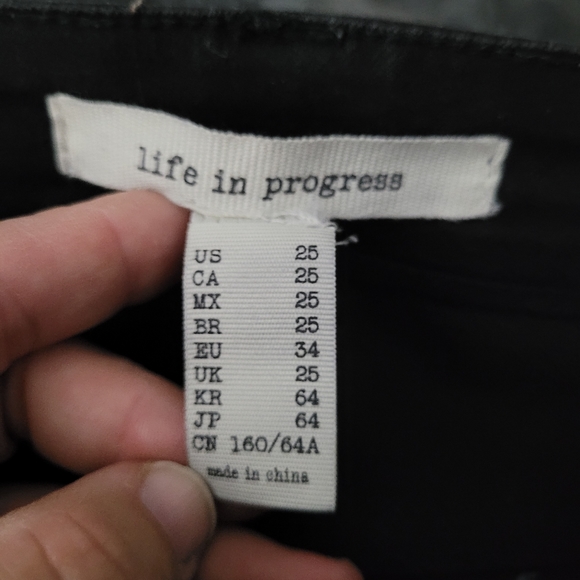 life in progress
US 25
CA 25
MX 25
BR 25
EU 34
UK 25
KR 64
JP 64
CN 160/64A
made in china